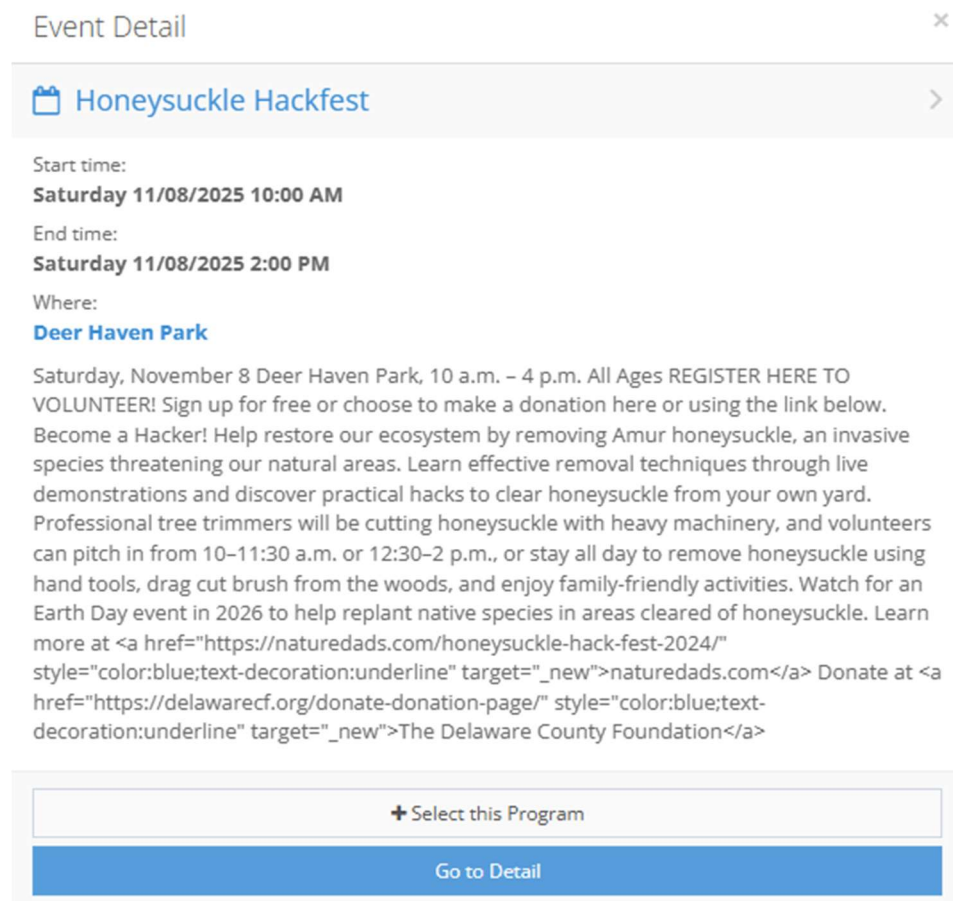 Event Detail
×
Honeysuckle Hackfest
Start time:
Saturday 11/08/2025 10:00 AM
End time:
Saturday 11/08/2025 2:00 PM
Where:
Deer Haven Park
Saturday, November 8 Deer Haven Park, 10 a.m. – 4 p.m. All Ages REGISTER HERE TO
VOLUNTEER! Sign up for free or choose to make a donation here or using the link below.
Become a Hacker! Help restore our ecosystem by removing Amur honeysuckle, an invasive
species threatening our natural areas. Learn effective removal techniques through live
demonstrations and discover practical hacks to clear honeysuckle from your own yard.
Professional tree trimmers will be cutting honeysuckle with heavy machinery, and volunteers
can pitch in from 10–11:30 a.m. or 12:30–2 p.m., or stay all day to remove honeysuckle using
hand tools, drag cut brush from the woods, and enjoy family-friendly activities. Watch for an
Earth Day event in 2026 to help replant native species in areas cleared of honeysuckle. Learn
more at <a href="https://naturedads.com/honeysuckle-hack-fest-2024/"
style="color:blue;text-decoration:underline" target="_new">naturedads.com</a> Donate at <a
href="https://delawarecf.org/donate-donation-page/" style="color:blue;text-
decoration:underline" target="_new">The Delaware County Foundation</a>
+ Select this Program
Go to Detail